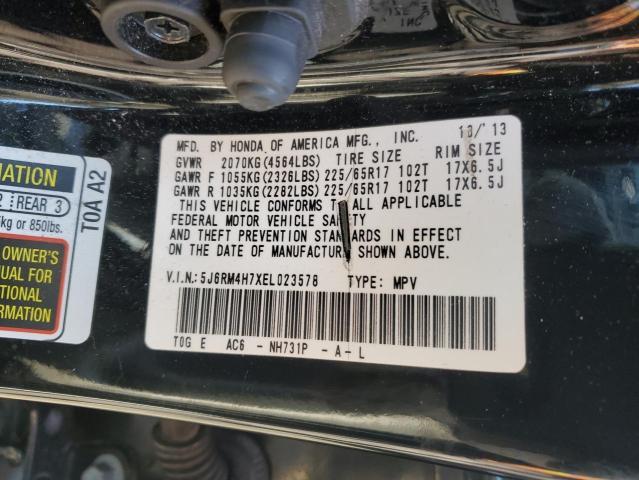 MFD. BY HONDA OF AMERICA MFG., INC. 10/'13
GVWR 2070KG(4564LBS) TIRE SIZE RIM SIZE
GAWR F 1055KG(2326LBS) 225/65R17 102T 17X6.5J
GAWR R 1035KG(2282LBS) 225/65R17 102T 17X6.5J
THIS VEHICLE CONFORMS TO ALL APPLICABLE
FEDERAL MOTOR VEHICLE SAFETY
AND THEFT PREVENTION STANDARDS IN EFFECT
ON THE DATE OF MANUFACTURE SHOWN ABOVE.
V.I.N.: 5J6RM4H7XEL023578 TYPE: MPV
T0G E AC6 - NH731P - A - L
MATION
2 REAR 3
kg or 850lbs.
OWNER'S
NUAL FOR
TIONAL
RMATION
T0A A2
INC